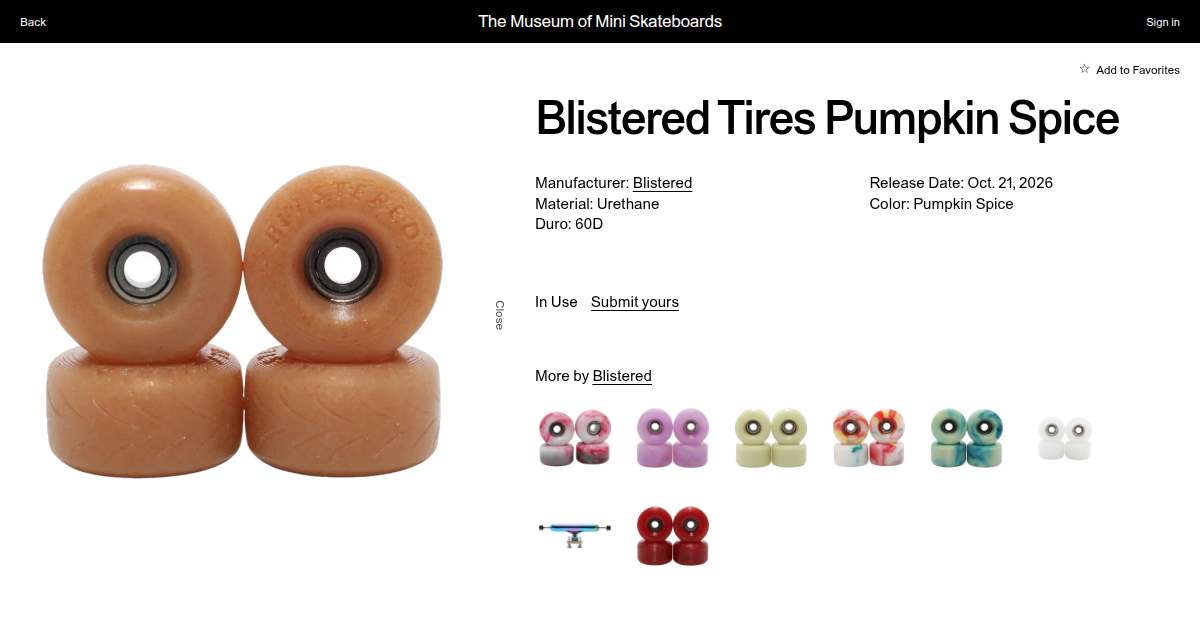 Back
The Museum of Mini Skateboards
Sign in
☆ Add to Favorites
Blistered Tires Pumpkin Spice
Manufacturer: Blistered
Material: Urethane
Duro: 60D
Release Date: Oct. 21, 2026
Color: Pumpkin Spice
BLISTERED
Close
In Use Submit yours
More by Blistered